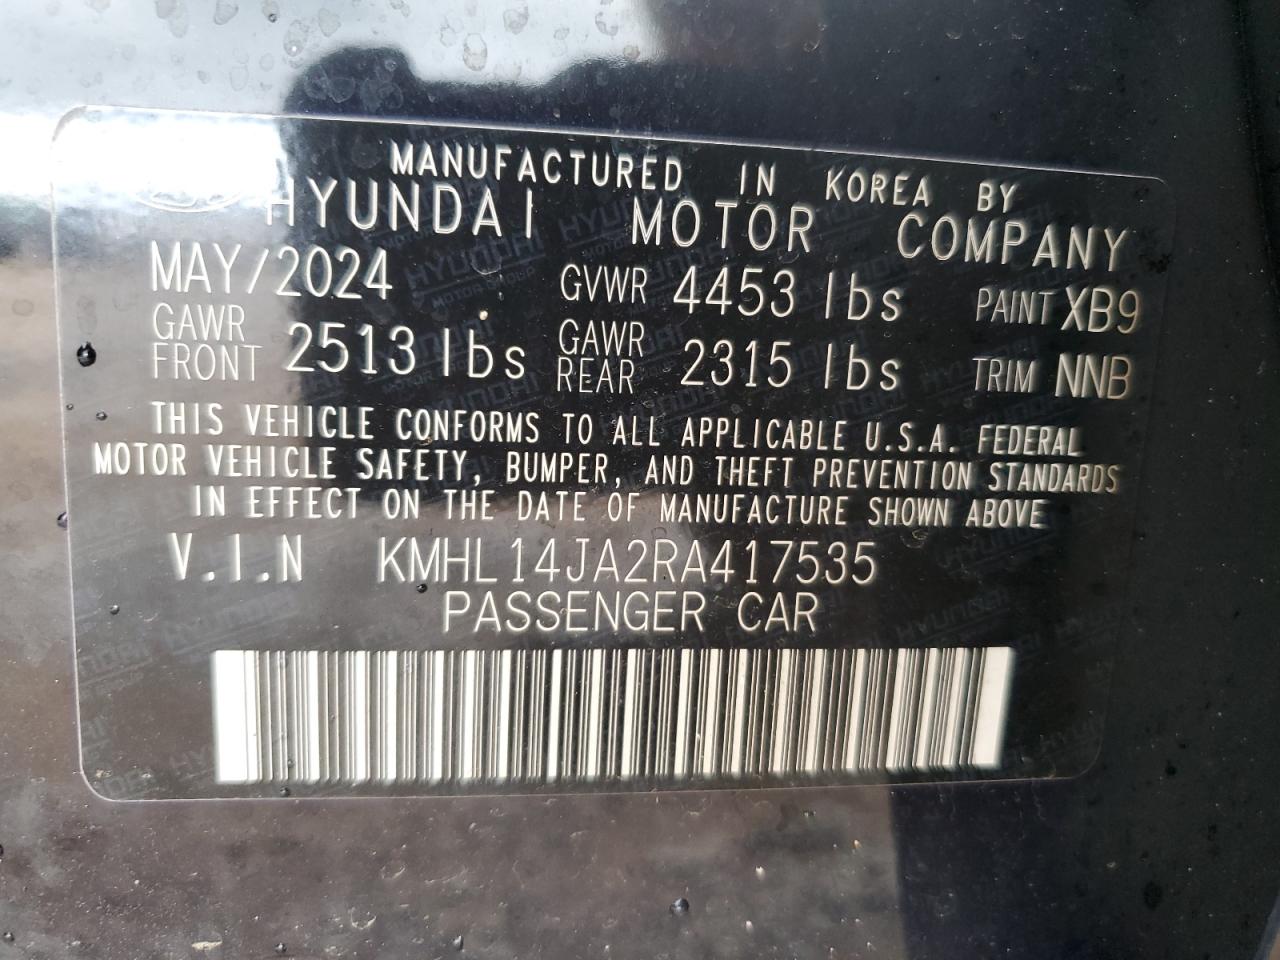 MANUFACTURED IN KOREA BY
HYUNDAI MOTOR COMPANY
MAY/2024 GVWR 4453 lbs PAINT XB9
GAWR FRONT 2513 lbs GAWR REAR 2315 lbs TRIM NNB
THIS VEHICLE CONFORMS TO ALL APPLICABLE U.S.A. FEDERAL
MOTOR VEHICLE SAFETY, BUMPER, AND THEFT PREVENTION STANDARDS
IN EFFECT ON THE DATE OF MANUFACTURE SHOWN ABOVE
V.I.N KMHL14JA2RA417535
PASSENGER CAR